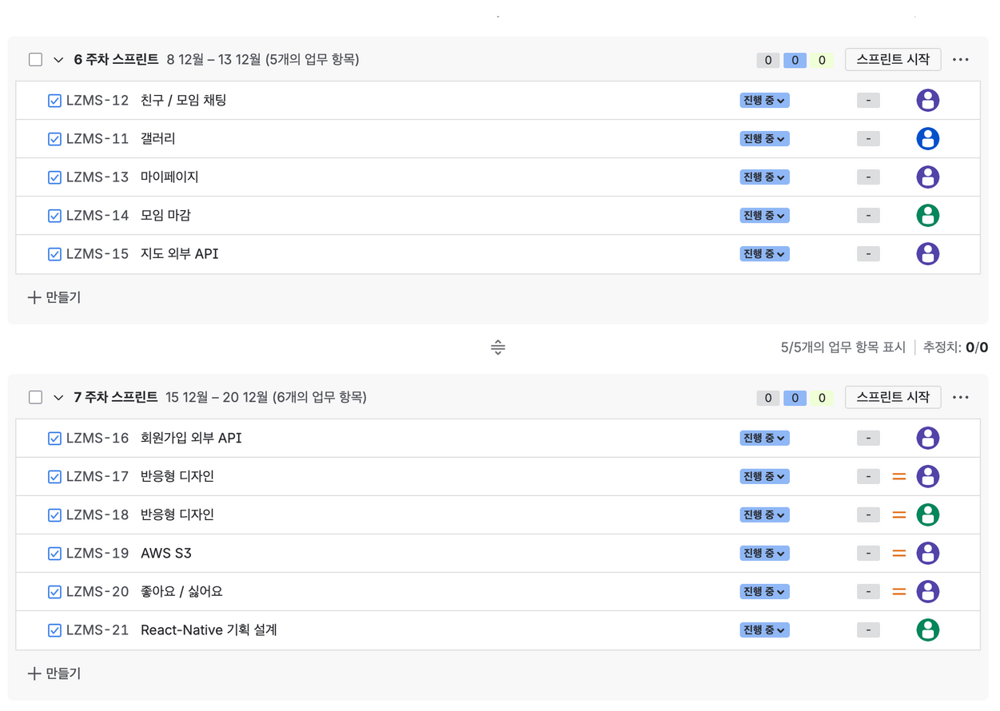 6 주차 스프린트 8 12월 – 13 12월 (5개의 업무 항목) 0 0 0 스프린트 시작
LZMS-12 친구 / 모임 채팅 진행 중 -
LZMS-11 갤러리 진행 중 -
LZMS-13 마이페이지 진행 중 -
LZMS-14 모임 마감 진행 중 -
LZMS-15 지도 외부 API 진행 중 -
만들기
5/5개의 업무 항목 표시 추정치: 0/0
7 주차 스프린트 15 12월 – 20 12월 (6개의 업무 항목) 0 0 0 스프린트 시작
LZMS-16 회원가입 외부 API 진행 중 -
LZMS-17 반응형 디자인 진행 중 -
LZMS-18 반응형 디자인 진행 중 -
LZMS-19 AWS S3 진행 중 -
LZMS-20 좋아요 / 싫어요 진행 중 -
LZMS-21 React-Native 기획 설계 진행 중 -
만들기